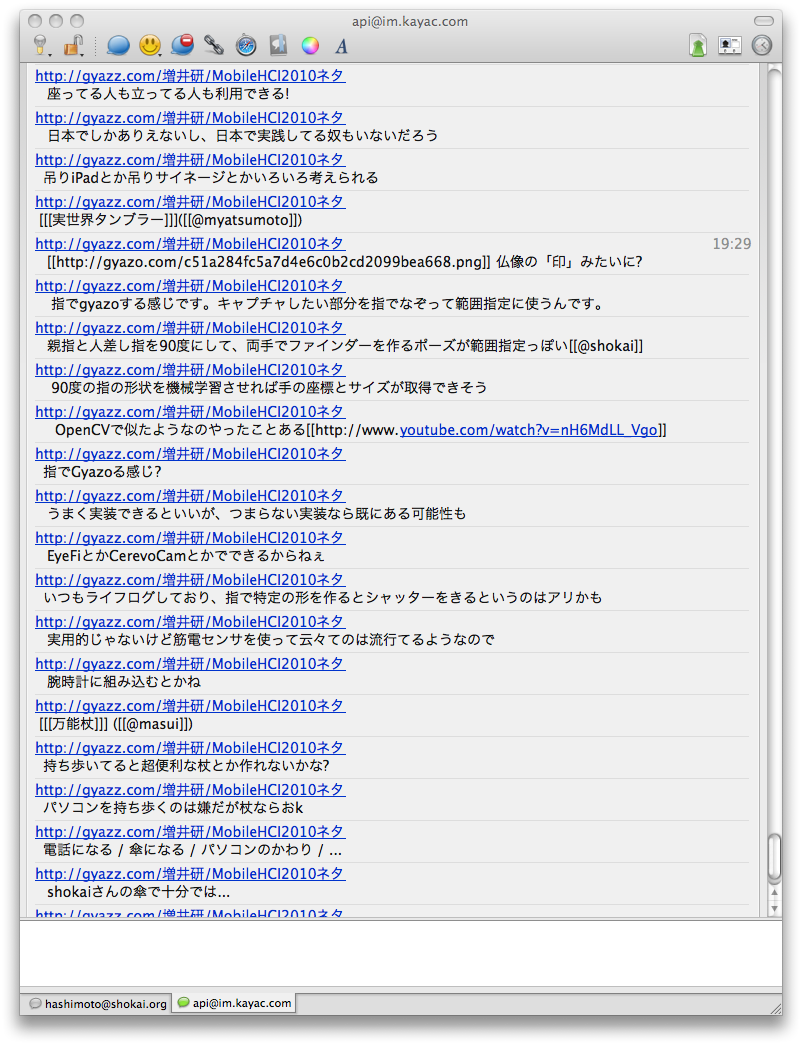 api@im.kayac.com
http://gyazz.com/増井研/MobileHCI2010ネタ
座ってる人も立ってる人も利用できる!
http://gyazz.com/増井研/MobileHCI2010ネタ
日本でしかありえないし、日本で実践してる奴もいないだろう
http://gyazz.com/増井研/MobileHCI2010ネタ
吊りiPadとか吊りサイネージとかいろいろ考えられる
http://gyazz.com/増井研/MobileHCI2010ネタ
[[[実世界タンブラー]]]([[@myatsumoto]])
http://gyazz.com/増井研/MobileHCI2010ネタ 19:29
[[http://gyazo.com/c51a284fc5a7d4e6c0b2cd2099bea668.png]] 仏像の「印」みたいに?
http://gyazz.com/増井研/MobileHCI2010ネタ
指でgyazoする感じです。キャプチャしたい部分を指でなぞって範囲指定に使うんです。
http://gyazz.com/増井研/MobileHCI2010ネタ
親指と人差し指を90度にして、両手でファインダーを作るポーズが範囲指定っぽい[[@shokai]]
http://gyazz.com/増井研/MobileHCI2010ネタ
90度の指の形状を機械学習させれば手の座標とサイズが取得できそう
http://gyazz.com/増井研/MobileHCI2010ネタ
OpenCVで似たようなのやったことある[[http://www.youtube.com/watch?v=nH6MdLL_Vgo]]
http://gyazz.com/増井研/MobileHCI2010ネタ
指でGyazoる感じ?
http://gyazz.com/増井研/MobileHCI2010ネタ
うまく実装できるといいが、つまらない実装なら既にある可能性も
http://gyazz.com/増井研/MobileHCI2010ネタ
EyeFiとかCerevoCamとかでできるからねぇ
http://gyazz.com/増井研/MobileHCI2010ネタ
いつもライフログしており、指で特定の形を作るとシャッターをきるというのはアリかも
http://gyazz.com/増井研/MobileHCI2010ネタ
実用的じゃないけど筋電センサを使って云々てのは流行てるようなので
http://gyazz.com/増井研/MobileHCI2010ネタ
腕時計に組み込むとかね
http://gyazz.com/増井研/MobileHCI2010ネタ
[[[万能杖]]] ([[@masui]])
http://gyazz.com/増井研/MobileHCI2010ネタ
持ち歩いてると超便利な杖とか作れないかな?
http://gyazz.com/増井研/MobileHCI2010ネタ
パソコンを持ち歩くのは嫌だが杖ならおk
http://gyazz.com/増井研/MobileHCI2010ネタ
電話になる / 傘になる / パソコンのかわり / ...
http://gyazz.com/増井研/MobileHCI2010ネタ
shokaiさんの傘で十分では...
http://gyazz.com/増井研/MobileHCI2010ネタ
hashimoto@shokai.org api@im.kayac.com